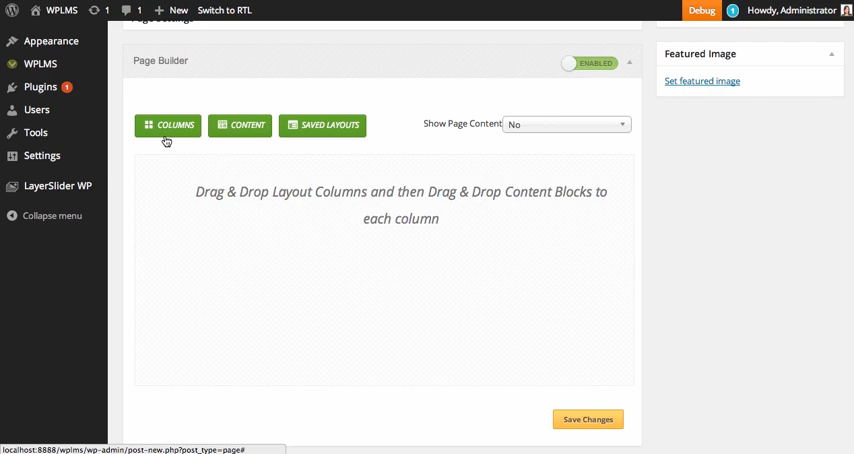 WPLMS 1 1 New Switch to RTL Debug 1 Howdy, Administrator
Page Settings
Appearance
WPLMS
Plugins 1
Users
Tools
Settings
LayerSlider WP
Collapse menu
Page Builder
ENABLED
COLUMNS CONTENT SAVED LAYOUTS
Show Page Content No
Drag & Drop Layout Columns and then Drag & Drop Content Blocks to
each column
Save Changes
Featured Image
Set featured image
localhost:8888/wplms/wp-admin/post-new.php?post_type=page#